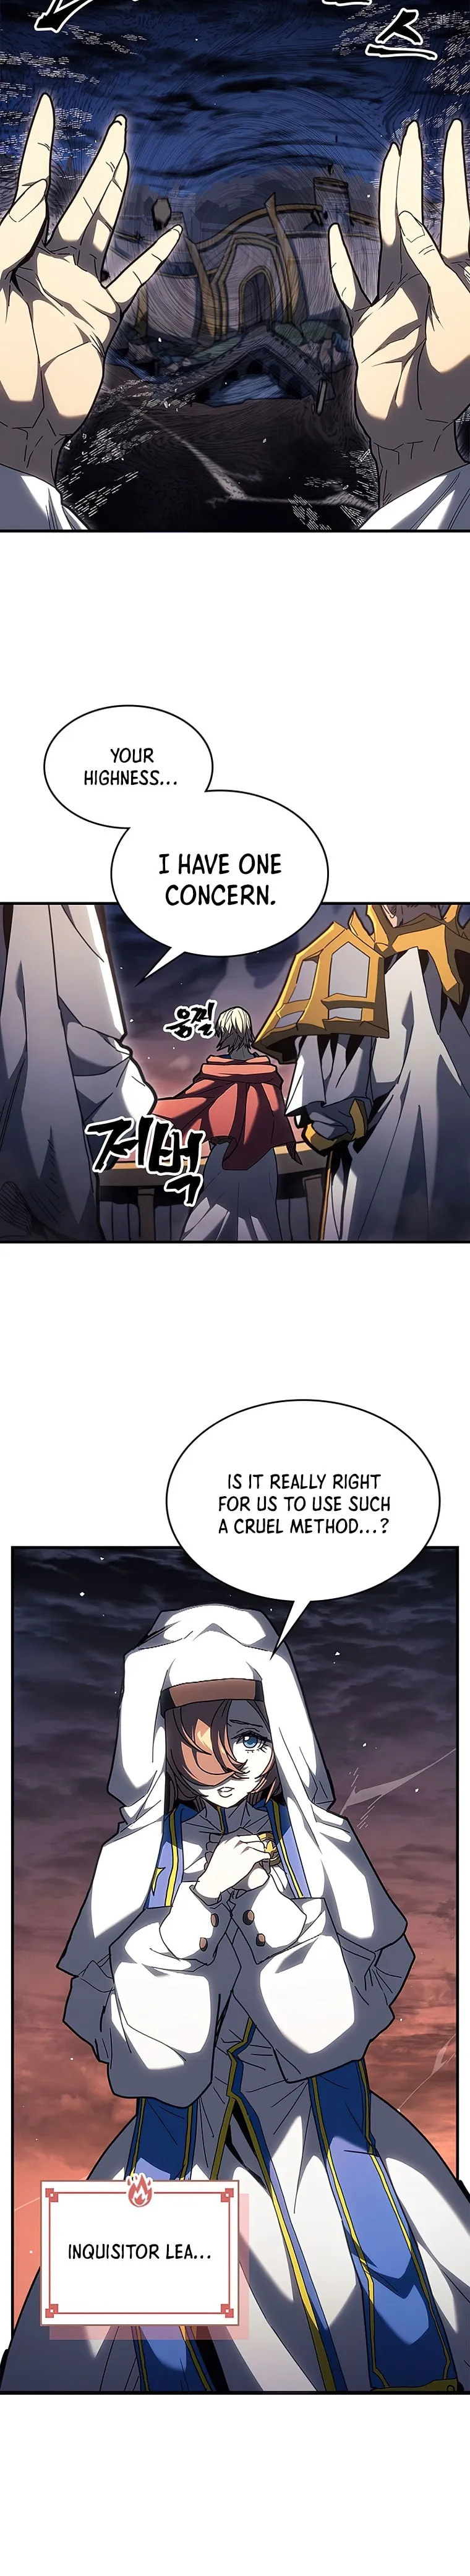 스
YOUR
HIGHNESS...
I HAVE ONE
CONCERN.
움찔
저벅
IS IT REALLY RIGHT
FOR US TO USE SUCH
A CRUEL METHOD...?
INQUISITOR LEA...